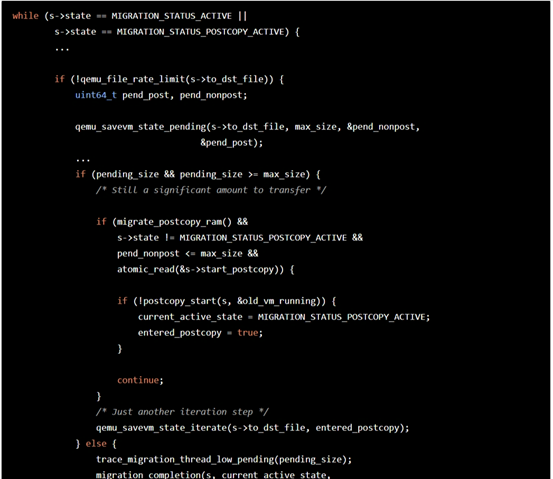 while (s->state == MIGRATION_STATUS_ACTIVE ||
s->state == MIGRATION_STATUS_POSTCOPY_ACTIVE) {
...
if (!qemu_file_rate_limit(s->to_dst_file)) {
uint64_t pend_post, pend_nonpost;
qemu_savevm_state_pending(s->to_dst_file, max_size, &pend_nonpost,
&pend_post);
...
if (pending_size && pending_size >= max_size) {
/* Still a significant amount to transfer */
if (migrate_postcopy_ram() &&
s->state != MIGRATION_STATUS_POSTCOPY_ACTIVE &&
pend_nonpost <= max_size &&
atomic_read(&s->start_postcopy)) {
if (!postcopy_start(s, &old_vm_running)) {
current_active_state = MIGRATION_STATUS_POSTCOPY_ACTIVE;
entered_postcopy = true;
}
continue;
}
/* Just another iteration step */
qemu_savevm_state_iterate(s->to_dst_file, entered_postcopy);
} else {
trace_migration_thread_low_pending(pending_size);
migration_completion(s, current_active_state,